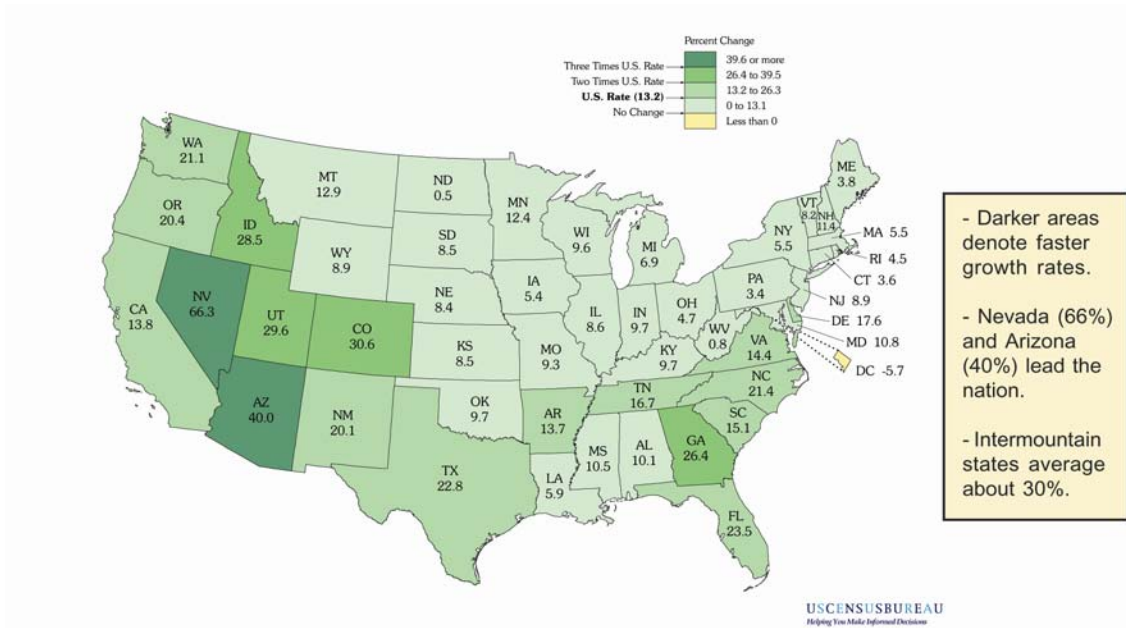 Percent Change
Three Times U.S. Rate
39.6 or more
Two Times U.S. Rate
26.4 to 39.5
U.S. Rate (13.2)
13.2 to 26.3
No Change
0 to 13.1
Less than 0
WA
21.1
OR
20.4
CA
13.8
NV
66.3
ID
28.5
MT
12.9
WY
8.9
UT
29.6
CO
30.6
AZ
40.0
NM
20.1
ND
0.5
SD
8.5
NE
8.4
KS
8.5
OK
9.7
TX
22.8
MN
12.4
IA
5.4
MO
9.3
AR
13.7
LA
5.9
WI
9.6
IL
8.6
MI
6.9
IN
9.7
OH
4.7
KY
9.7
TN
16.7
MS
10.5
AL
10.1
GA
26.4
FL
23.5
SC
15.1
NC
21.4
VA
14.4
WV
0.8
PA
3.4
NY
5.5
VT
8.2
NH
11.4
ME
3.8
MA 5.5
RI 4.5
CT 3.6
NJ 8.9
DE 17.6
MD 10.8
DC -5.7
- Darker areas
denote faster
growth rates.
- Nevada (66%)
and Arizona
(40%) lead the
nation.
- Intermountain
states average
about 30%.
USCENSUSBUREAU
Helping You Make Informed Decisions